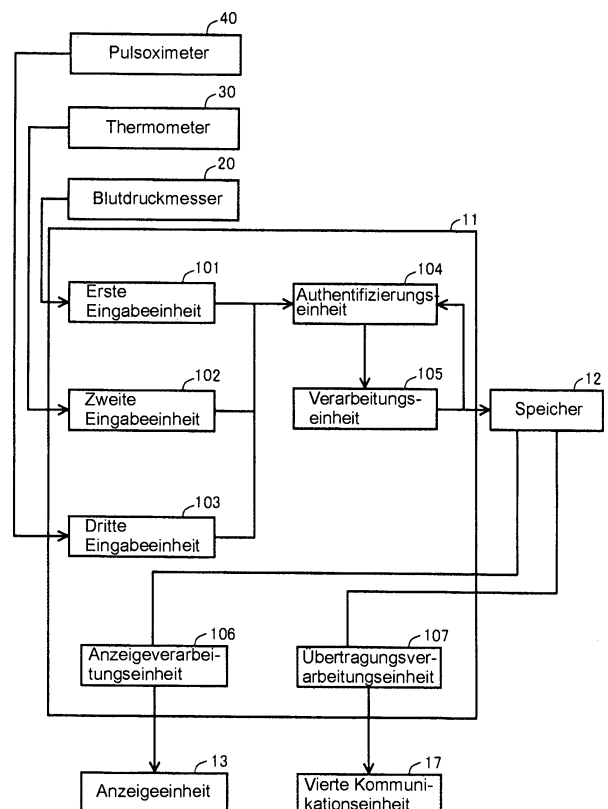 40
Pulsoximeter
30
Thermometer
20
Blutdruckmesser
11
101
Erste
Eingabeeinheit
104
Authentifizierungs-
einheit
102
Zweite
Eingabeeinheit
105
Verarbeitungs-
einheit
12
Speicher
103
Dritte
Eingabeeinheit
106
Anzeigeverarbei-
tungseinheit
107
Übertragungsver-
arbeitungseinheit
13
Anzeigeeinheit
17
Vierte Kommuni-
kationseinheit